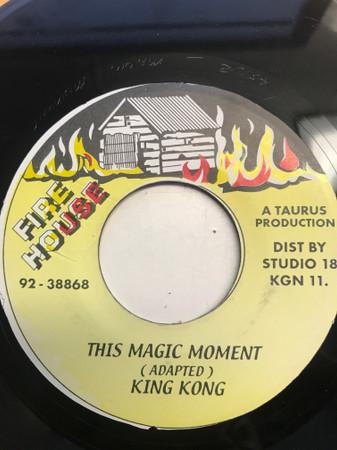 FIRE
HOUSE
92-38868
A TAURUS
PRODUCTION
DIST BY
STUDIO 18
KGN 11.
THIS MAGIC MOMENT
( ADAPTED )
KING KONG